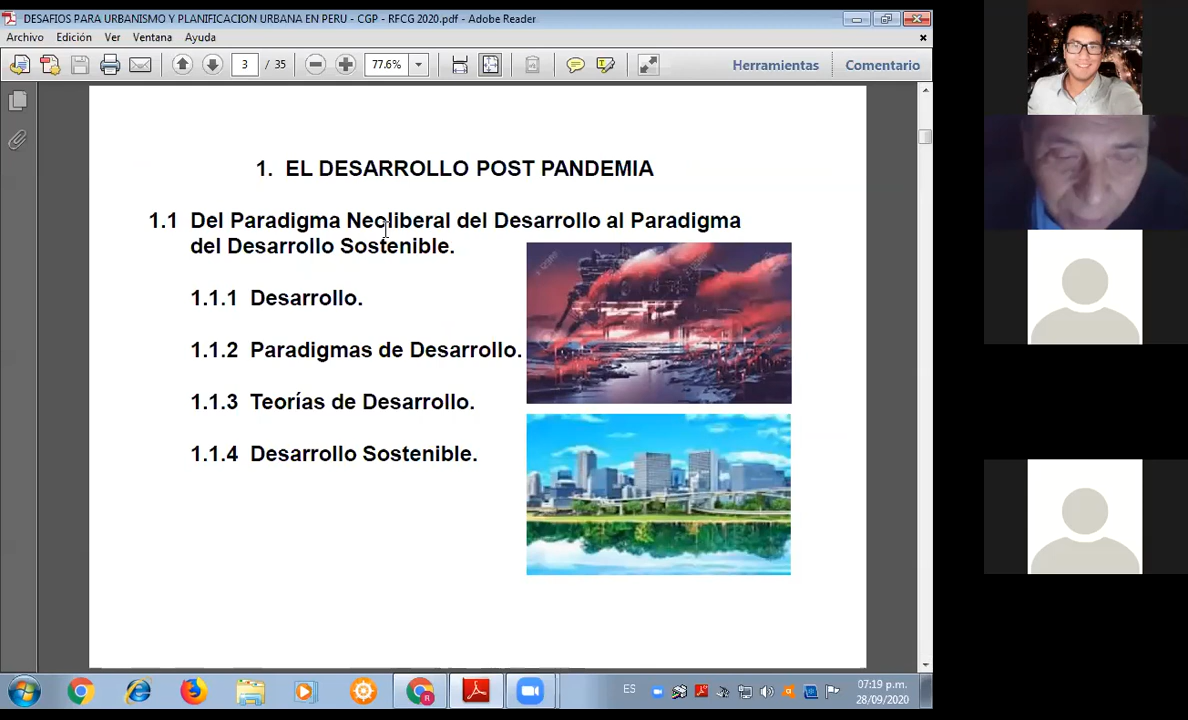 DESAFIOS PARA URBANISMO Y PLANIFICACION URBANA EN PERU - CGP - RFCG 2020.pdf - Adobe Reader
Archivo Edición Ver Ventana Ayuda
3 / 35 77.6% Herramientas Comentario
1. EL DESARROLLO POST PANDEMIA
1.1 Del Paradigma Neoliberal del Desarrollo al Paradigma
del Desarrollo Sostenible.
1.1.1 Desarrollo.
1.1.2 Paradigmas de Desarrollo.
1.1.3 Teorías de Desarrollo.
1.1.4 Desarrollo Sostenible.
ES
07:19 p.m.
28/09/2020